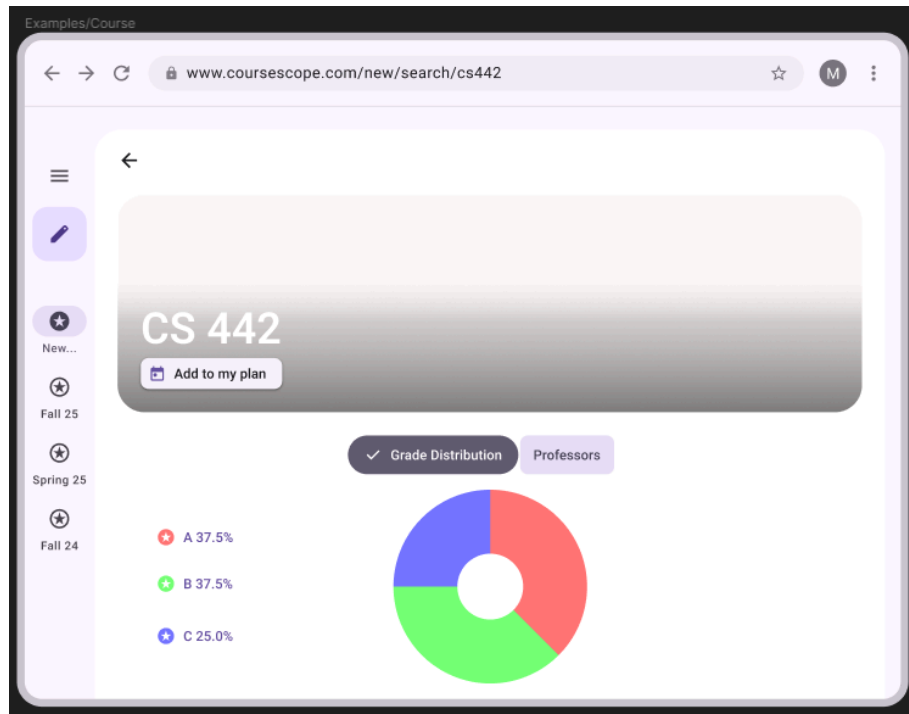 Examples/Course
www.coursescope.com/new/search/cs442
M
CS 442
Add to my plan
New...
Fall 25
Spring 25
Fall 24
Grade Distribution
Professors
A 37.5%
B 37.5%
C 25.0%